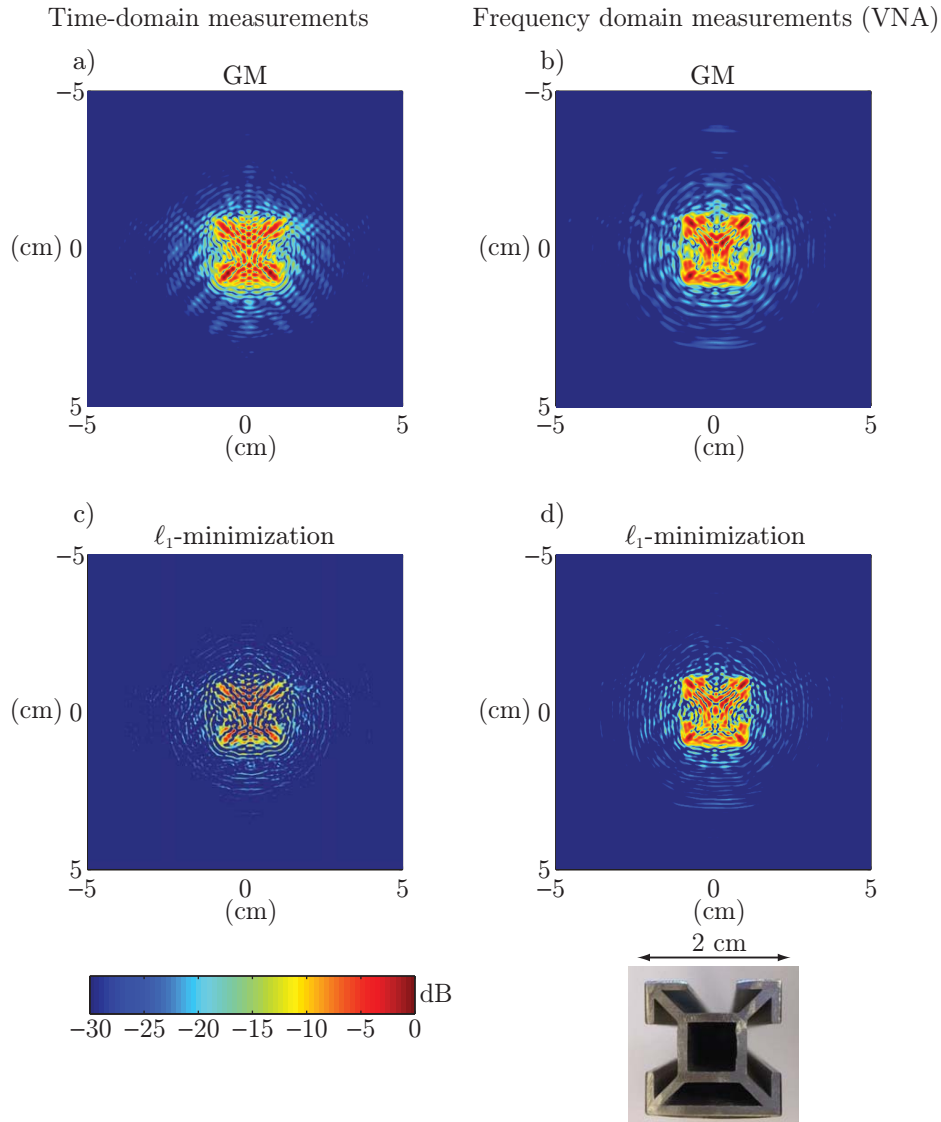 Time-domain measurements
Frequency domain measurements (VNA)
a)
GM
−5
(cm) 0
5
−5 0 5
(cm)
b)
GM
−5
(cm) 0
5
−5 0 5
(cm)
c)
ℓ₁-minimization
−5
(cm) 0
5
−5 0 5
(cm)
d)
ℓ₁-minimization
−5
(cm) 0
5
−5 0 5
(cm)
dB
−30 −25 −20 −15 −10 −5 0
2 cm